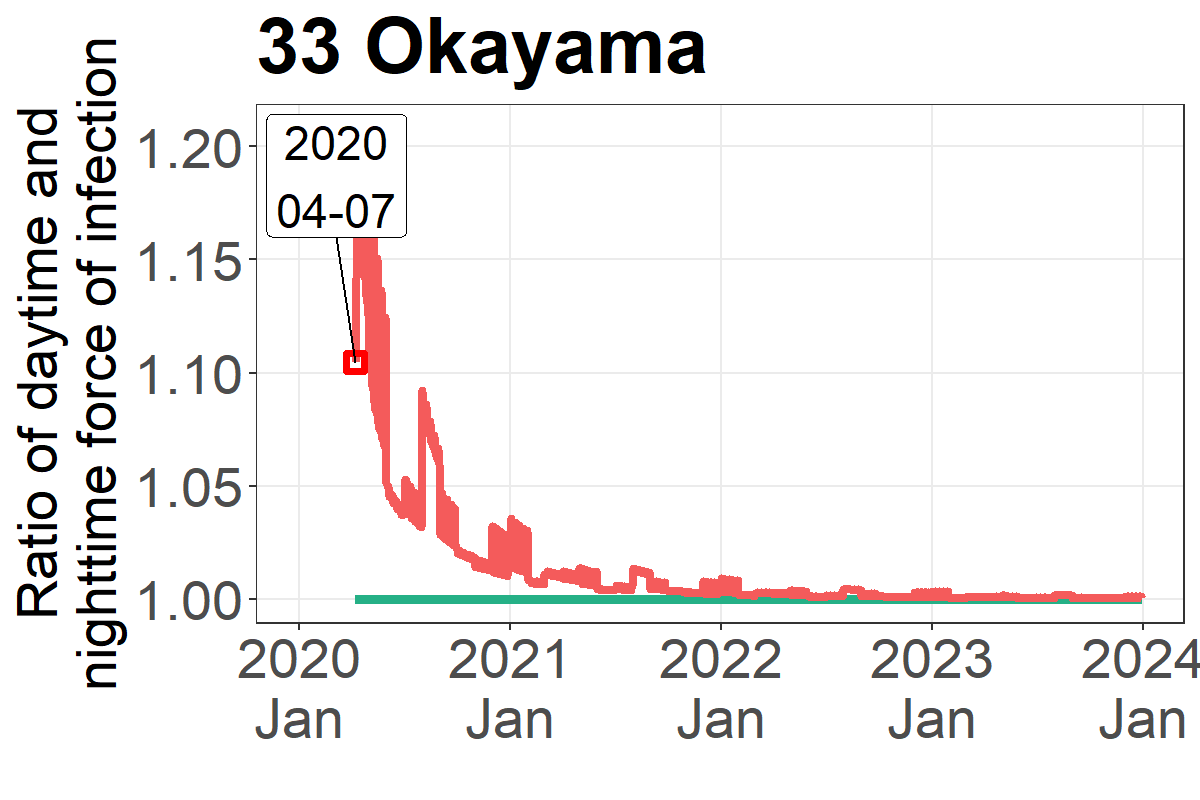 33 Okayama
Ratio of daytime and
nighttime force of infection
1.20
1.15
1.10
1.05
1.00
2020
04-07
2020
Jan
2021
Jan
2022
Jan
2023
Jan
2024
Jan